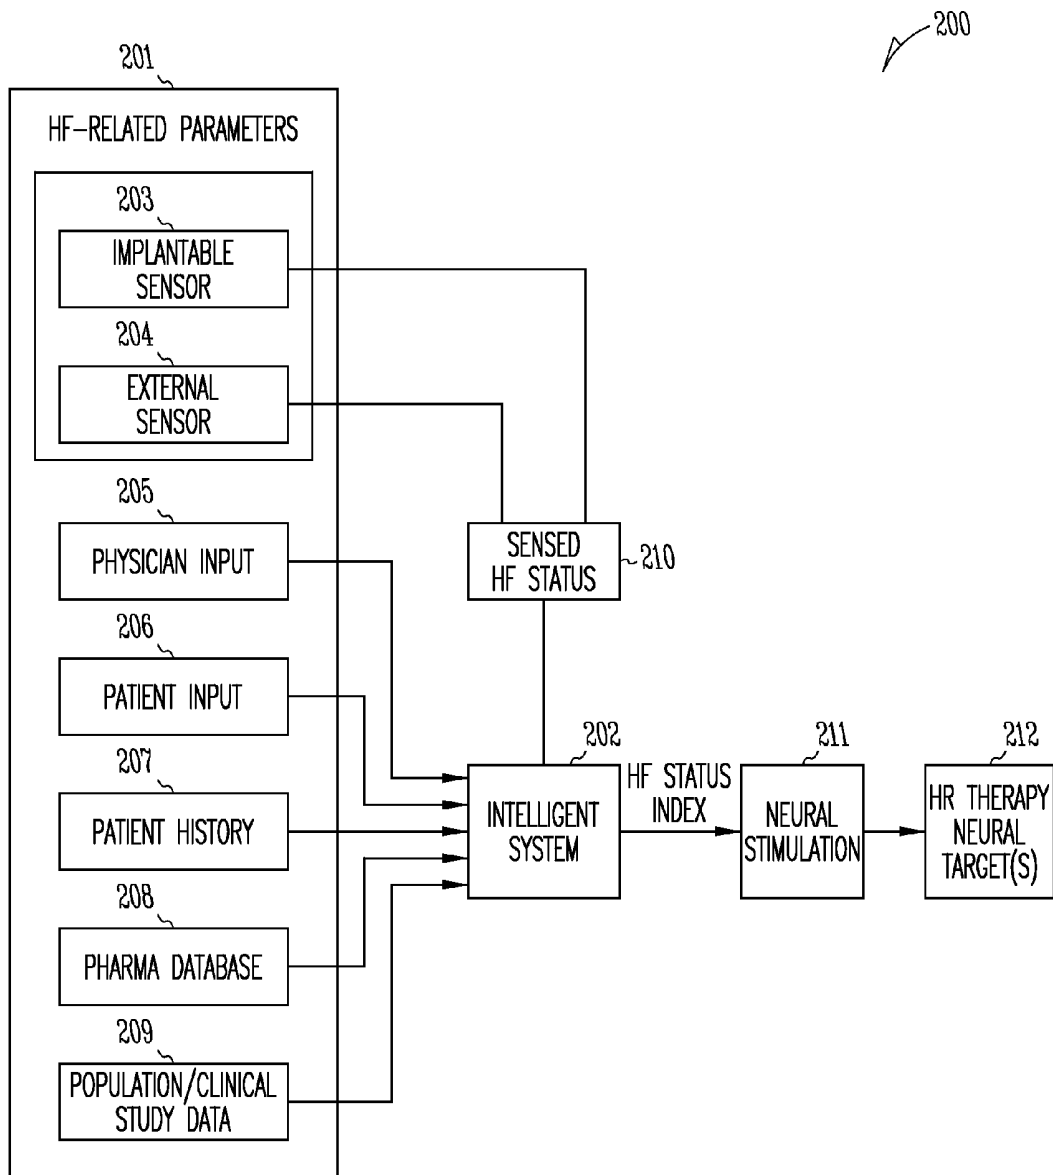 200
201
HF-RELATED PARAMETERS
203
IMPLANTABLE
SENSOR
204
EXTERNAL
SENSOR
205
PHYSICIAN INPUT
SENSED
HF STATUS
210
206
PATIENT INPUT
207
PATIENT HISTORY
202
INTELLIGENT
SYSTEM
HF STATUS
INDEX
211
NEURAL
STIMULATION
212
HR THERAPY
NEURAL
TARGET(S)
208
PHARMA DATABASE
209
POPULATION/CLINICAL
STUDY DATA